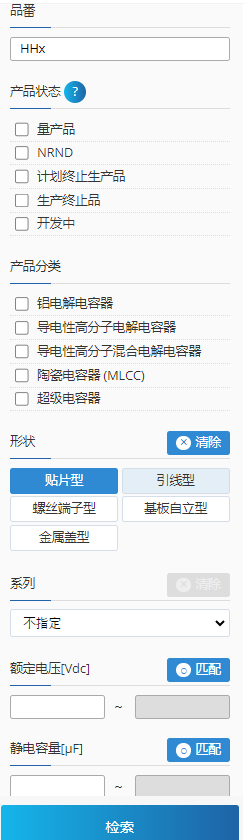 品番
HHx
产品状态 ?
量产品
NRND
计划终止生产品
生产终止品
开发中
产品分类
铝电解电容器
导电性高分子电解电容器
导电性高分子混合电解电容器
陶瓷电容器 (MLCC)
超级电容器
形状 清除
贴片型 引线型
螺丝端子型 基板自立型
金属盖型
系列 清除
不指定
额定电压[Vdc] 匹配
~
静电容量[µF] 匹配
~
检索